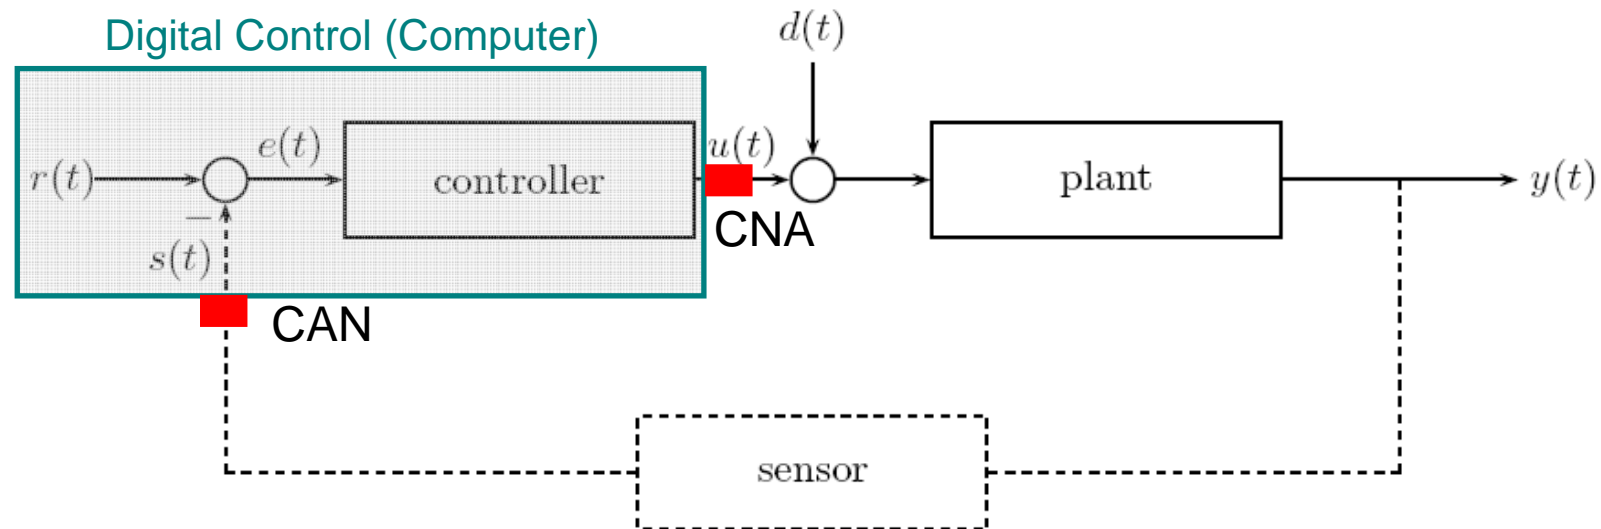 Digital Control (Computer)
d(t)
r(t)
e(t)
controller
u(t)
plant
y(t)
−
s(t)
CNA
CAN
sensor